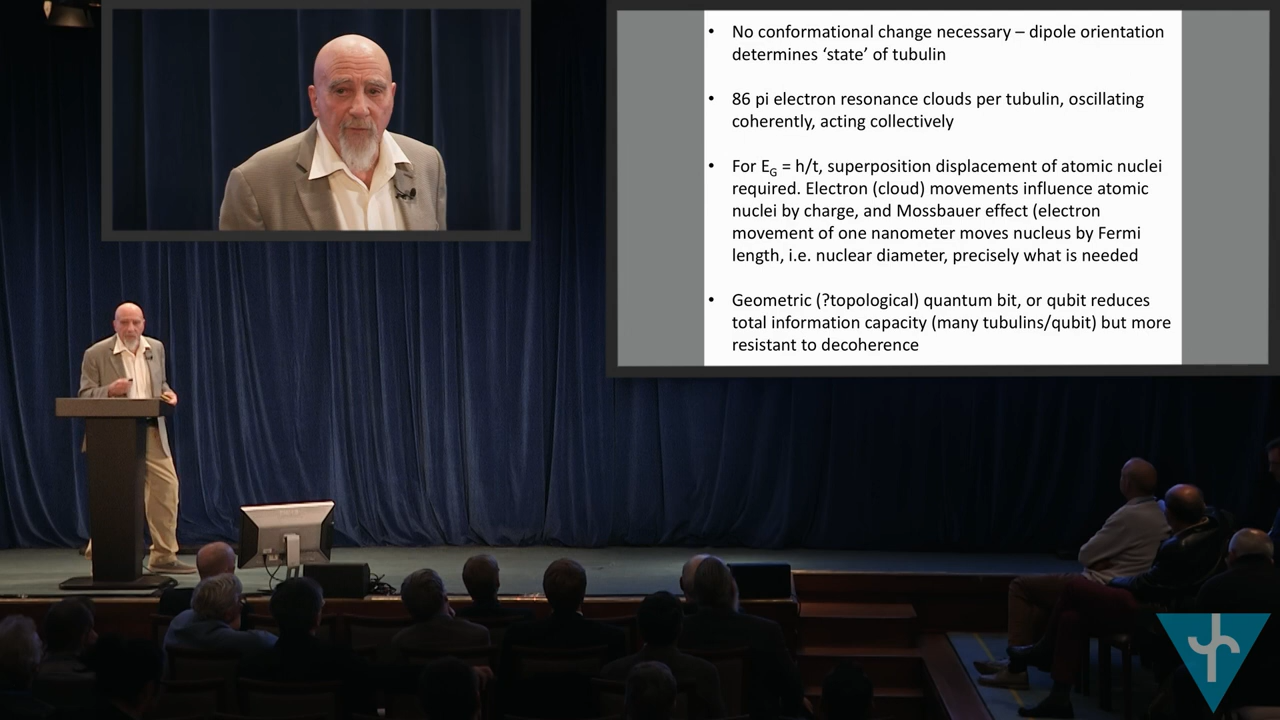 • No conformational change necessary – dipole orientation
determines ‘state’ of tubulin
• 86 pi electron resonance clouds per tubulin, oscillating
coherently, acting collectively
• For EG = h/t, superposition displacement of atomic nuclei
required. Electron (cloud) movements influence atomic
nuclei by charge, and Mossbauer effect (electron
movement of one nanometer moves nucleus by Fermi
length, i.e. nuclear diameter, precisely what is needed
• Geometric (?topological) quantum bit, or qubit reduces
total information capacity (many tubulins/qubit) but more
resistant to decoherence